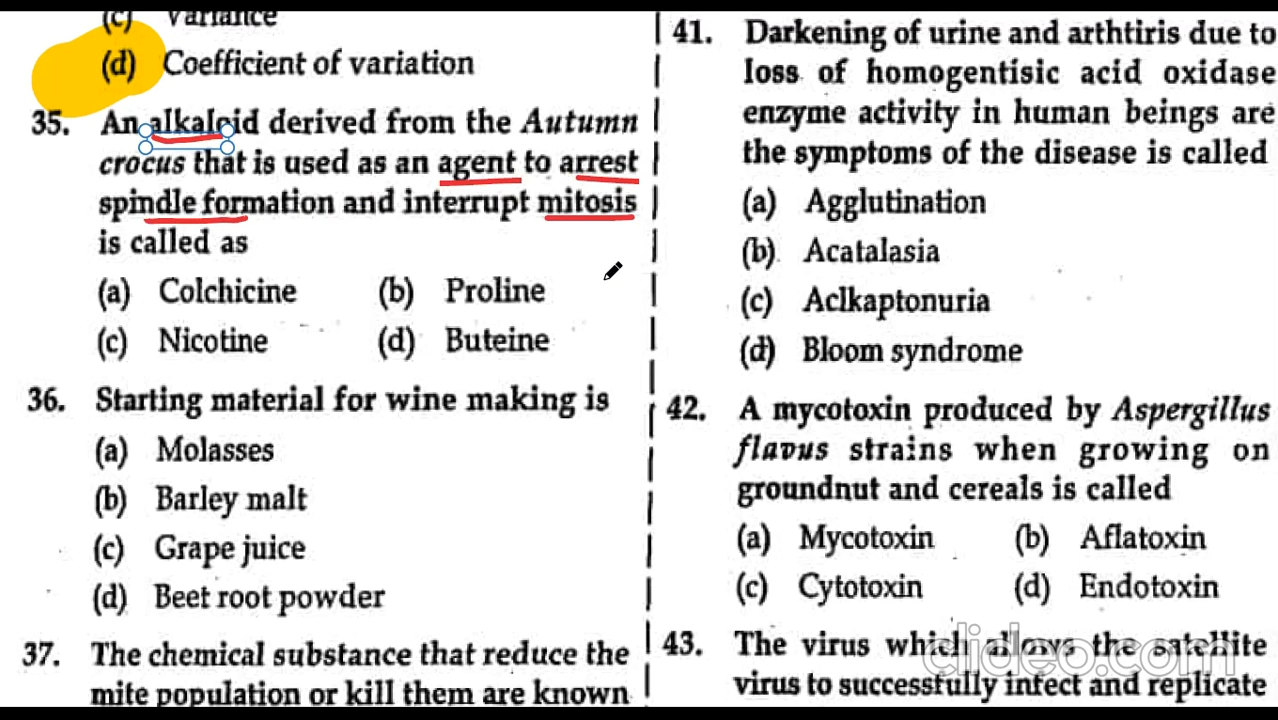 (c) Variance
(d) Coefficient of variation
35. An alkaloid derived from the Autumn
crocus that is used as an agent to arrest
spindle formation and interrupt mitosis
is called as
(a) Colchicine (b) Proline
(c) Nicotine (d) Buteine
36. Starting material for wine making is
(a) Molasses
(b) Barley malt
(c) Grape juice
(d) Beet root powder
37. The chemical substance that reduce the
mite population or kill them are known
41. Darkening of urine and arthtiris due to
loss of homogentisic acid oxidase
enzyme activity in human beings are
the symptoms of the disease is called
(a) Agglutination
(b) Acatalasia
(c) Aclkaptonuria
(d) Bloom syndrome
42. A mycotoxin produced by Aspergillus
flavus strains when growing on
groundnut and cereals is called
(a) Mycotoxin (b) Aflatoxin
(c) Cytotoxin (d) Endotoxin
43. The virus which allows the satellite
virus to successfully infect and replicate
clideo.com